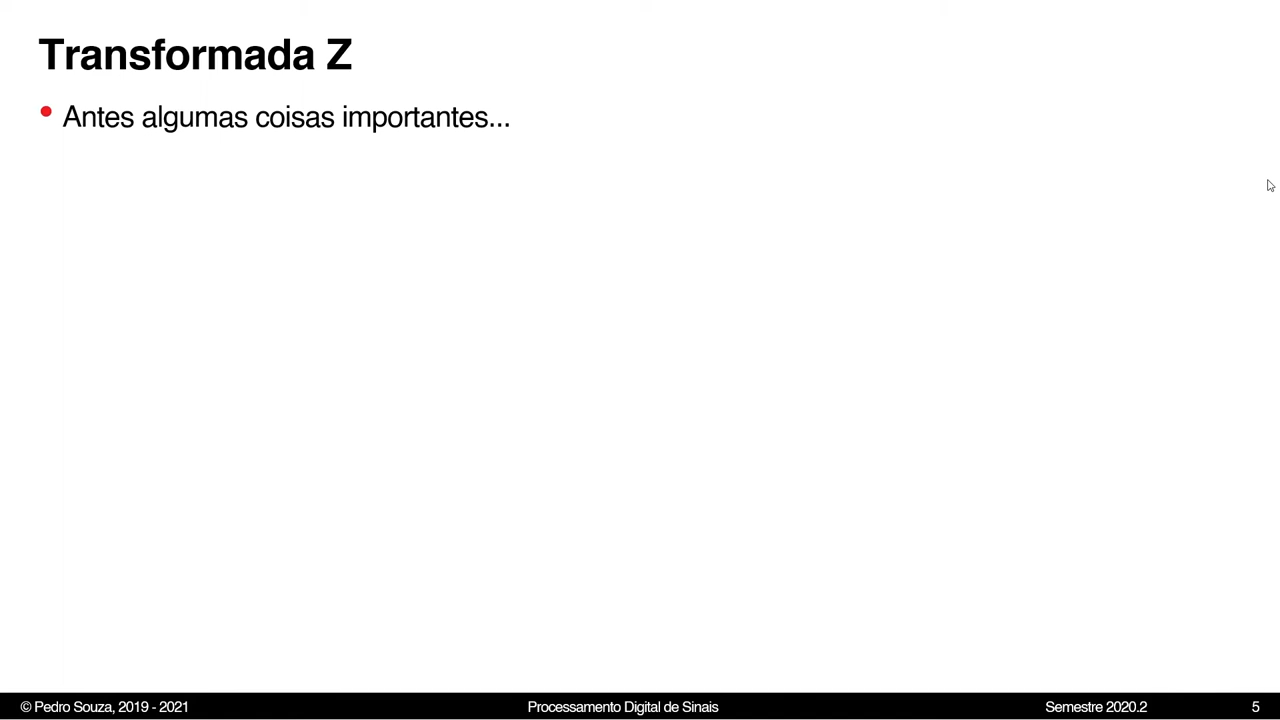 Transformada Z
• Antes algumas coisas importantes...
© Pedro Souza, 2019 - 2021 Processamento Digital de Sinais Semestre 2020.2 5